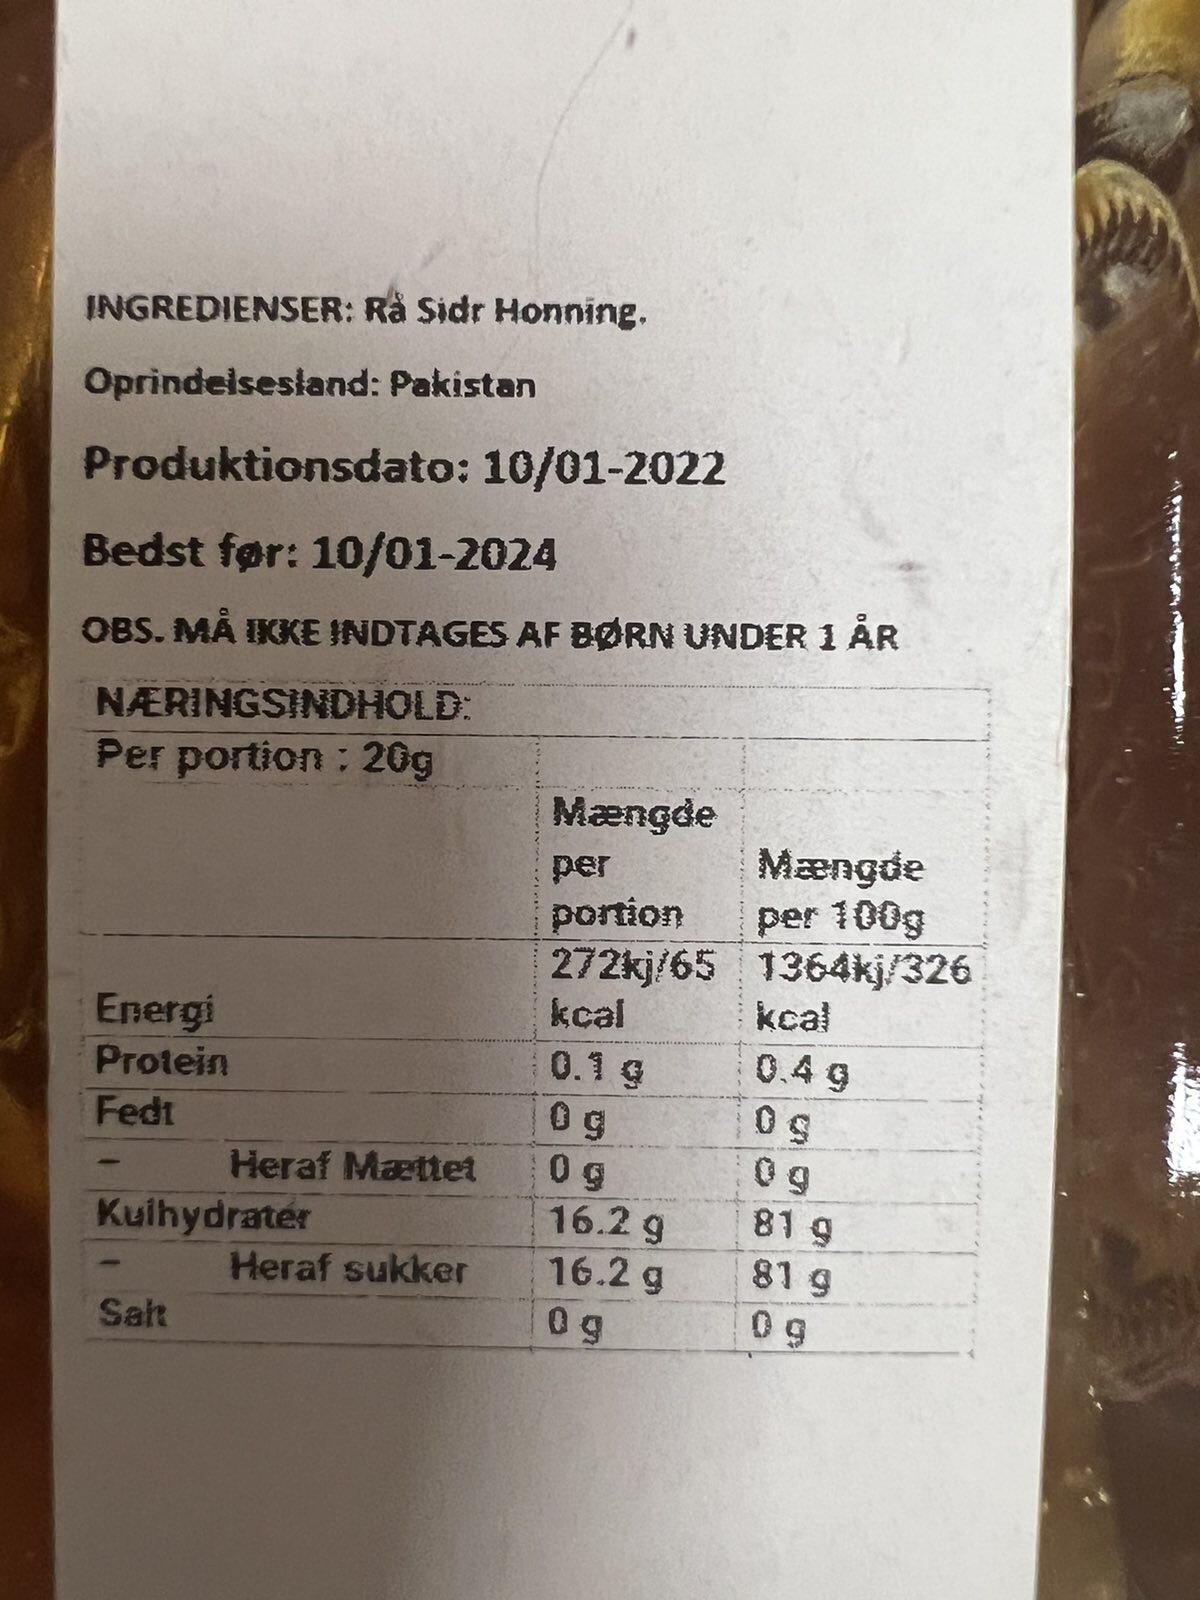 INGREDIENSER: Rå Sidr Honning.
Oprindelsesland: Pakistan
Produktionsdato: 10/01-2022
Bedst før: 10/01-2024
OBS. MÅ IKKE INDTAGES AF BØRN UNDER 1 ÅR
NÆRINGSINDHOLD:
Per portion : 20g
Mængde per portion Mængde per 100g
Energi 272kj/65 kcal 1364kj/326 kcal
Protein 0.1 g 0.4 g
Fedt 0 g 0 g
- Heraf Mættet 0 g 0 g
Kulhydrater 16.2 g 81 g
- Heraf sukker 16.2 g 81 g
Salt 0 g 0 g